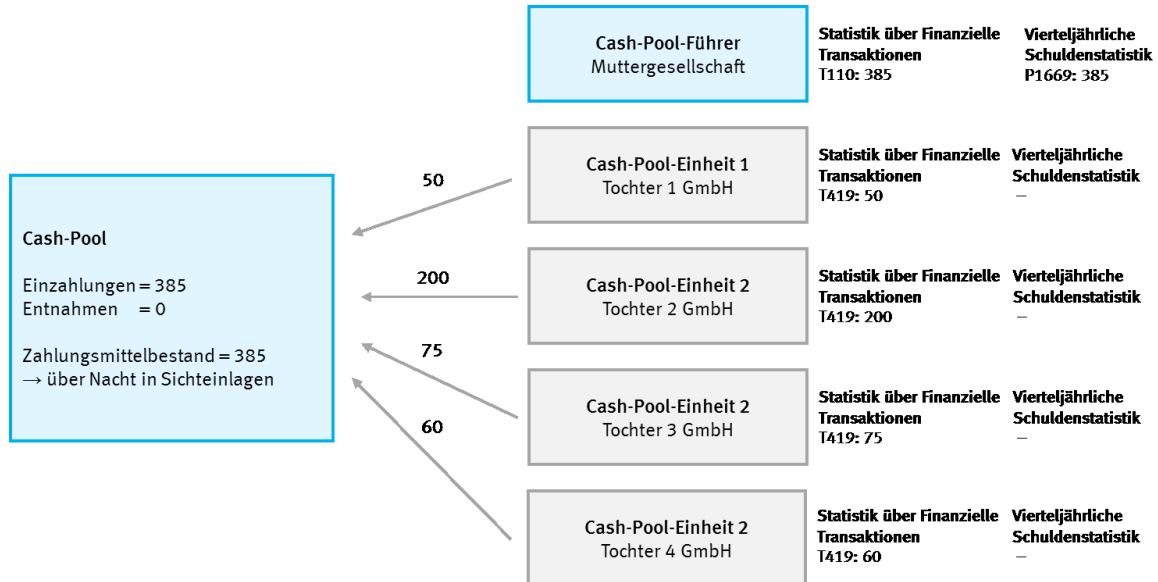 Cash-Pool-Führer
Muttergesellschaft
Statistik über Finanzielle
Transaktionen
T110: 385
Vierteljährliche
Schuldenstatistik
P1669: 385
Cash-Pool-Einheit 1
Tochter 1 GmbH
Statistik über Finanzielle
Transaktionen
T419: 50
Vierteljährliche
Schuldenstatistik
–
50
Cash-Pool
Einzahlungen = 385
Entnahmen = 0
Zahlungsmittelbestand = 385
→ über Nacht in Sichteinlagen
200
Cash-Pool-Einheit 2
Tochter 2 GmbH
Statistik über Finanzielle
Transaktionen
T419: 200
Vierteljährliche
Schuldenstatistik
–
75
Cash-Pool-Einheit 2
Tochter 3 GmbH
Statistik über Finanzielle
Transaktionen
T419: 75
Vierteljährliche
Schuldenstatistik
–
60
Cash-Pool-Einheit 2
Tochter 4 GmbH
Statistik über Finanzielle
Transaktionen
T419: 60
Vierteljährliche
Schuldenstatistik
–